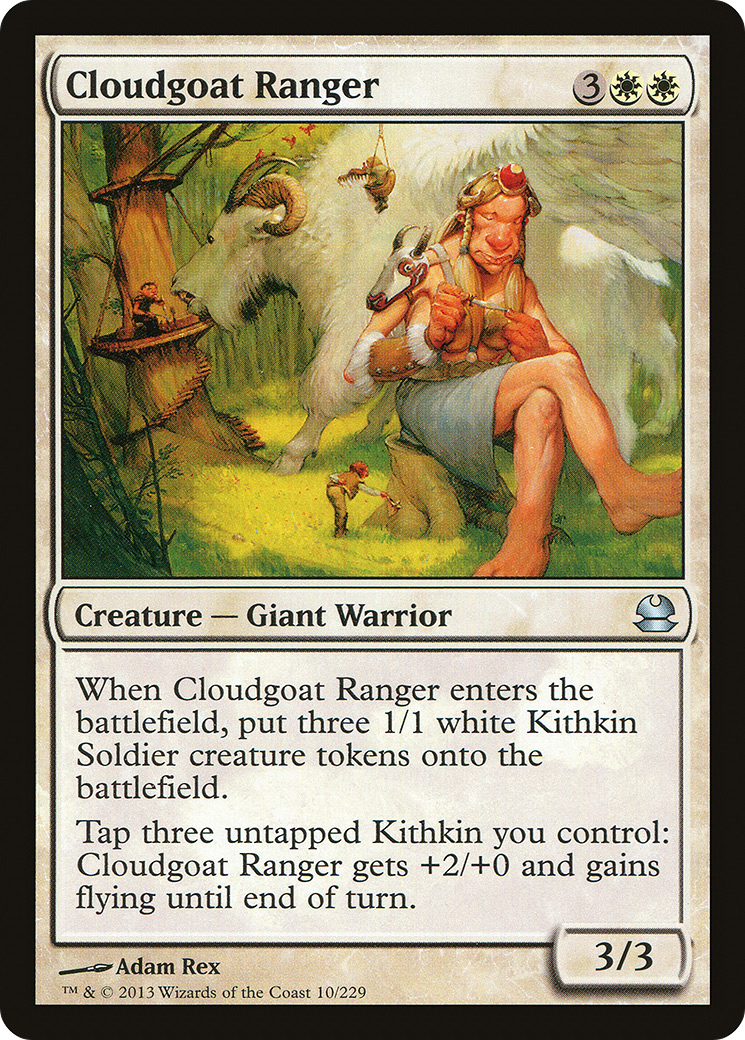 Cloudgoat Ranger 3
Creature — Giant Warrior
When Cloudgoat Ranger enters the
battlefield, put three 1/1 white Kithkin
Soldier creature tokens onto the
battlefield.
Tap three untapped Kithkin you control:
Cloudgoat Ranger gets +2/+0 and gains
flying until end of turn.
3/3
Adam Rex
™ & © 2013 Wizards of the Coast 10/229